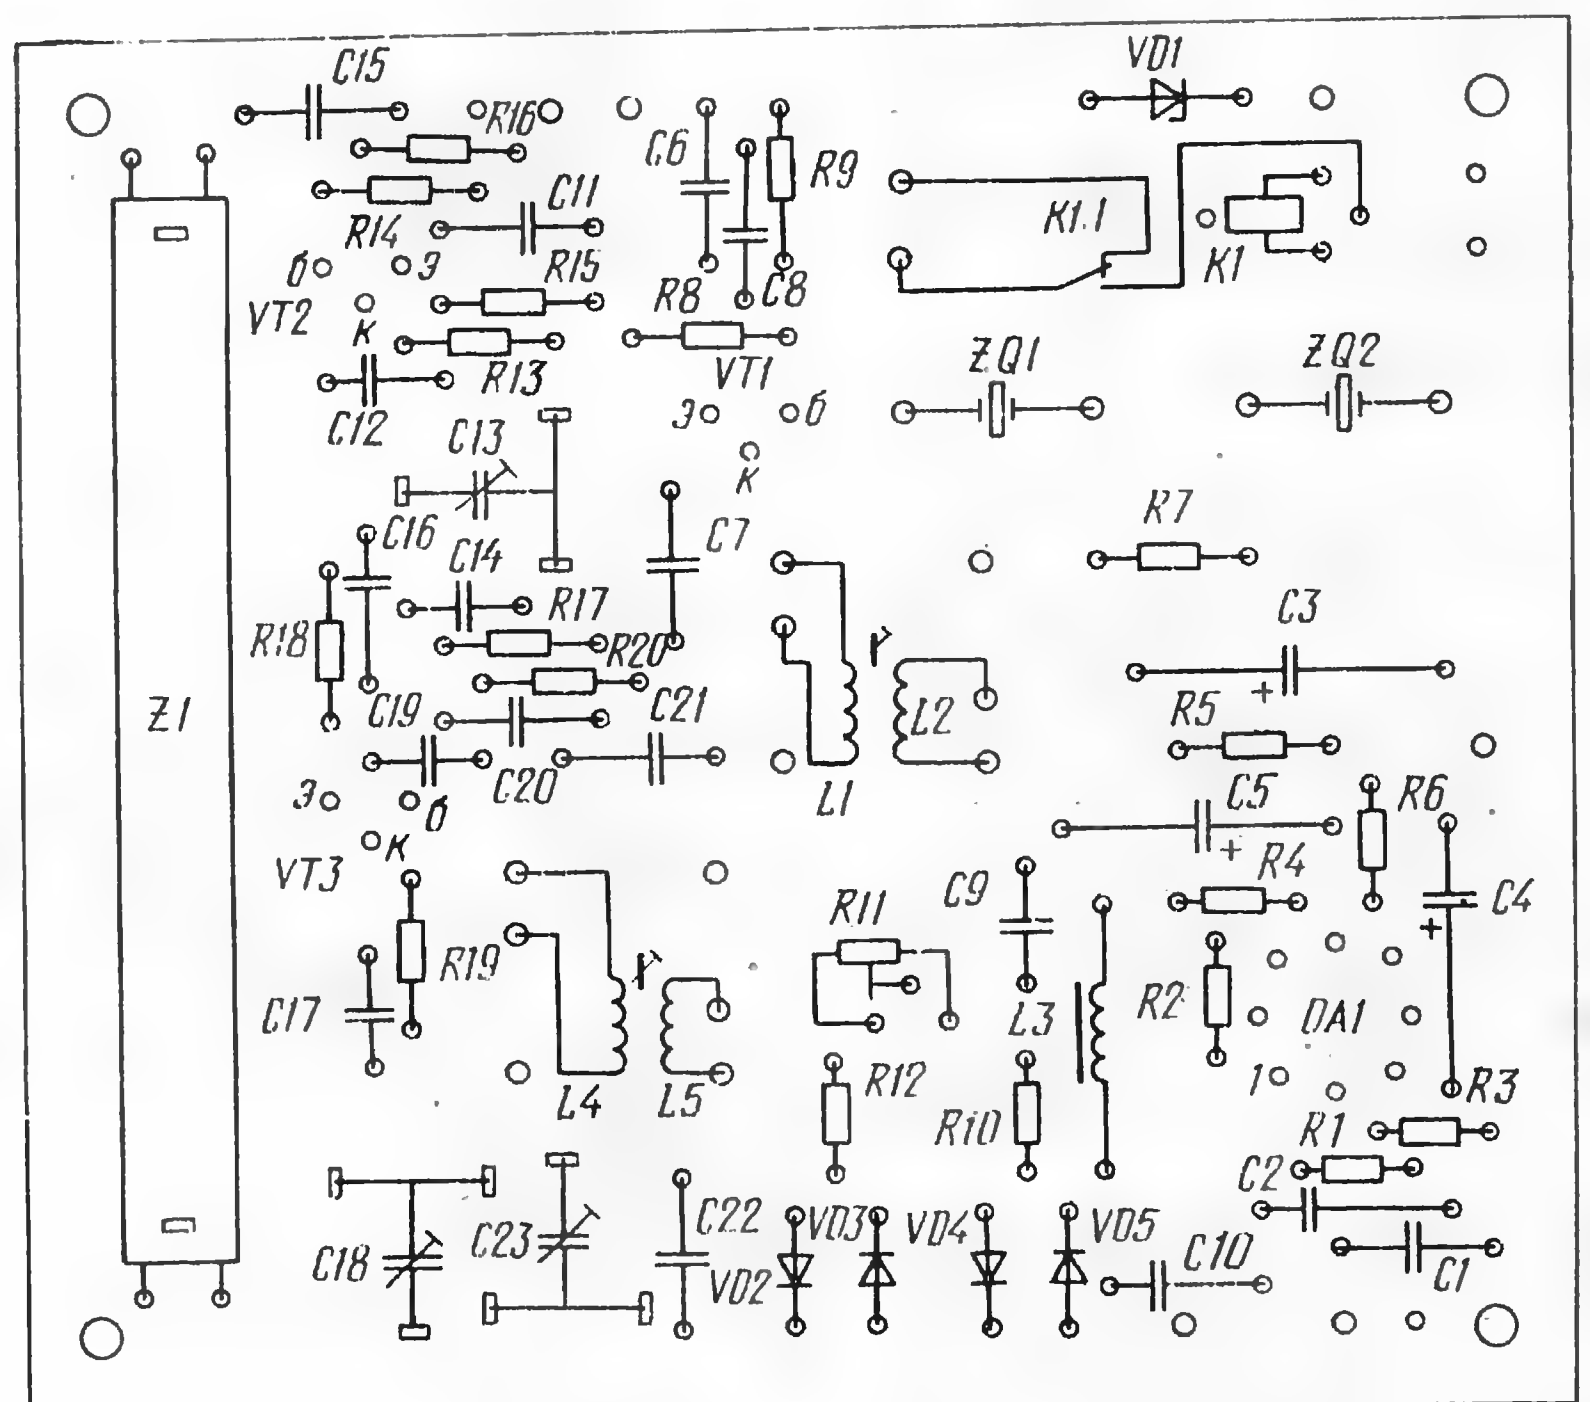 C15
VD1
R16
C6
R9
C11
R14
K1.1
б
э
R15
K1
R8
C8
VT2
к
VT1
ZQ1
ZQ2
R13
э
б
C12
C13
к
R7
C16
C14
C7
R17
C3
R18
R20
Z1
C19
C21
L2
R5
C20
L1
C5
R6
э
б
к
VT3
R4
C9
R11
C4
R19
C17
L3
R2
DA1
R12
1
R3
L4
L5
R10
R1
C2
C22
VD3
VD4
VD5
C23
C18
VD2
C10
C1